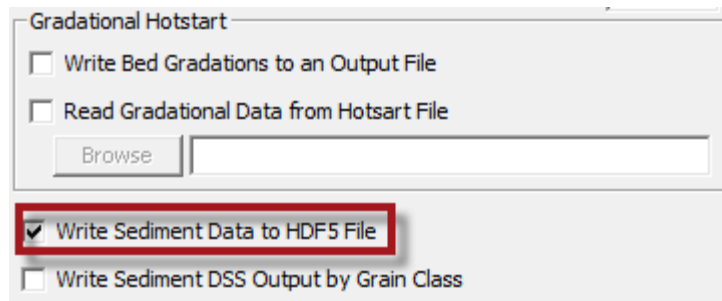 Gradational Hotstart
Write Bed Gradations to an Output File
Read Gradational Data from Hotsart File
Browse
Write Sediment Data to HDF5 File
Write Sediment DSS Output by Grain Class